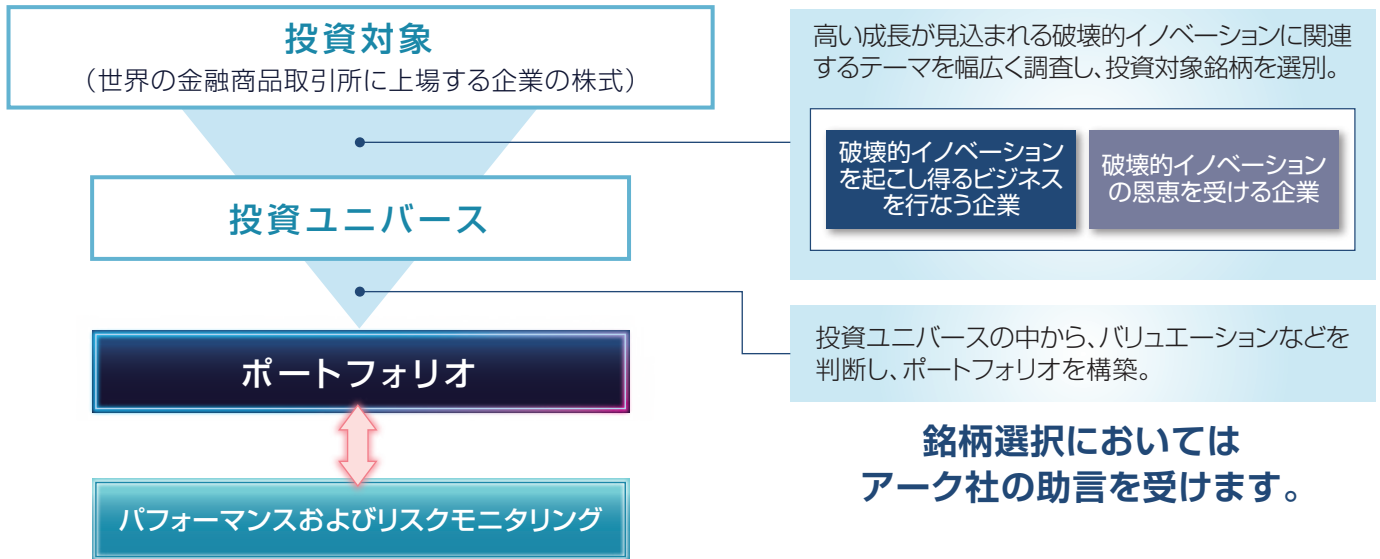 投資対象
（世界の金融商品取引所に上場する企業の株式）
高い成長が見込まれる破壊的イノベーションに関連
するテーマを幅広く調査し、投資対象銘柄を選別。
破壊的イノベーション
を起こし得るビジネス
を行なう企業
破壊的イノベーション
の恩恵を受ける企業
投資ユニバース
投資ユニバースの中から、バリュエーションなどを
判断し、ポートフォリオを構築。
ポートフォリオ
銘柄選択においては
アーク社の助言を受けます。
パフォーマンスおよびリスクモニタリング